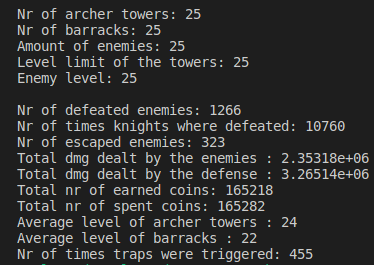 Nr of archer towers: 25
Nr of barracks: 25
Amount of enemies: 25
Level limit of the towers: 25
Enemy level: 25

Nr of defeated enemies: 1266
Nr of times knights where defeated: 10760
Nr of escaped enemies: 323
Total dmg dealt by the enemies : 2.35318e+06
Total dmg dealt by the defense : 3.26514e+06
Total nr of earned coins: 165218
Total nr of spent coins: 165282
Average level of archer towers : 24
Average level of barracks : 22
Nr of times traps were triggered: 455